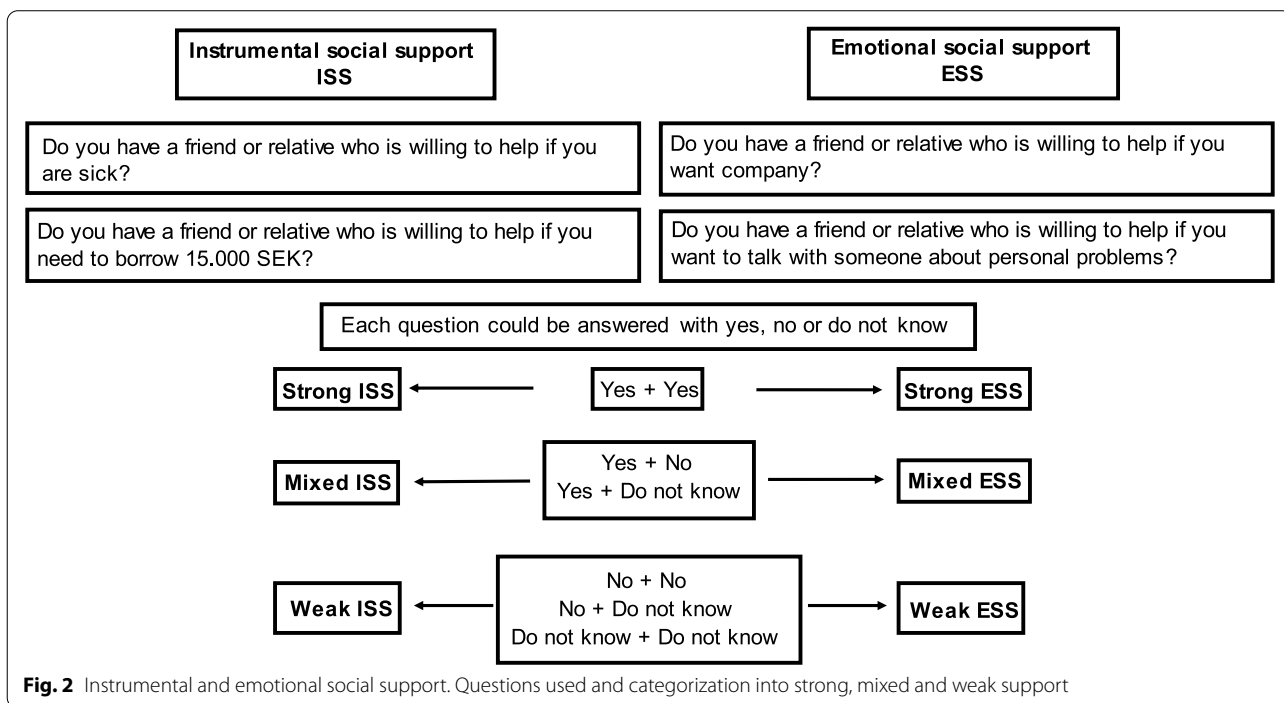 Instrumental social support
ISS
Emotional social support
ESS
Do you have a friend or relative who is willing to help if you
are sick?
Do you have a friend or relative who is willing to help if you
want company?
Do you have a friend or relative who is willing to help if you
need to borrow 15.000 SEK?
Do you have a friend or relative who is willing to help if you
want to talk with someone about personal problems?
Each question could be answered with yes, no or do not know
Strong ISS
Yes + Yes
Strong ESS
Mixed ISS
Yes + No
Yes + Do not know
Mixed ESS
Weak ISS
No + No
No + Do not know
Do not know + Do not know
Weak ESS
Fig. 2 Instrumental and emotional social support. Questions used and categorization into strong, mixed and weak support